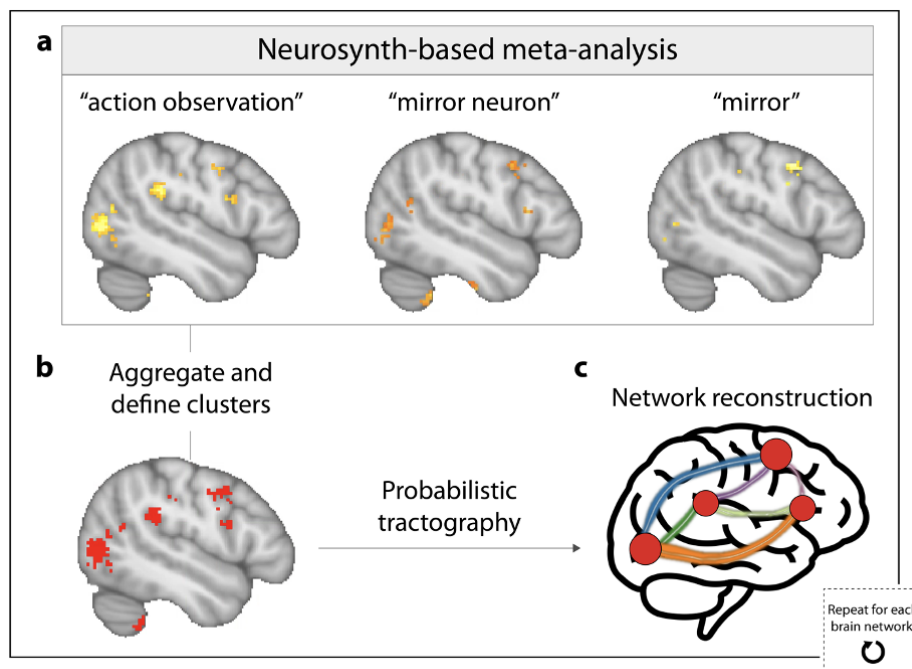 a
Neurosynth-based meta-analysis
“action observation”
“mirror neuron”
“mirror”
b
Aggregate and
define clusters
Probabilistic
tractography
c
Network reconstruction
Repeat for each
brain network